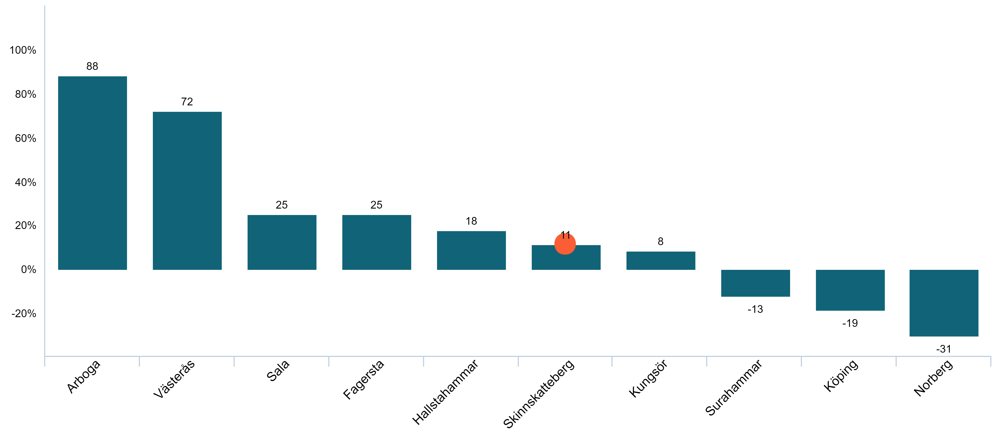 100%
80%
60%
40%
20%
0%
-20%
88
72
25
25
18
11
8
-13
-19
-31
Arboga
Västerås
Sala
Fagersta
Hallstahammar
Skinnskatteberg
Kungsör
Surahammar
Köping
Norberg